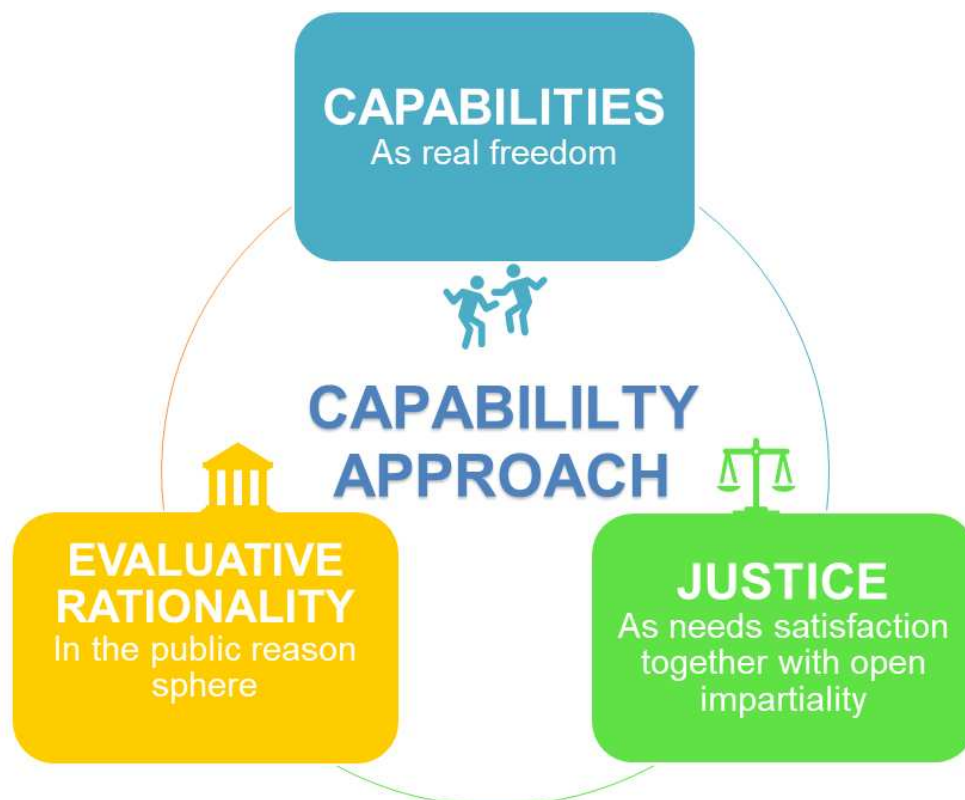 CAPABILITIES
As real freedom
CAPABILILTY
APPROACH
EVALUATIVE
RATIONALITY
In the public reason
sphere
JUSTICE
As needs satisfaction
together with open
impartiality